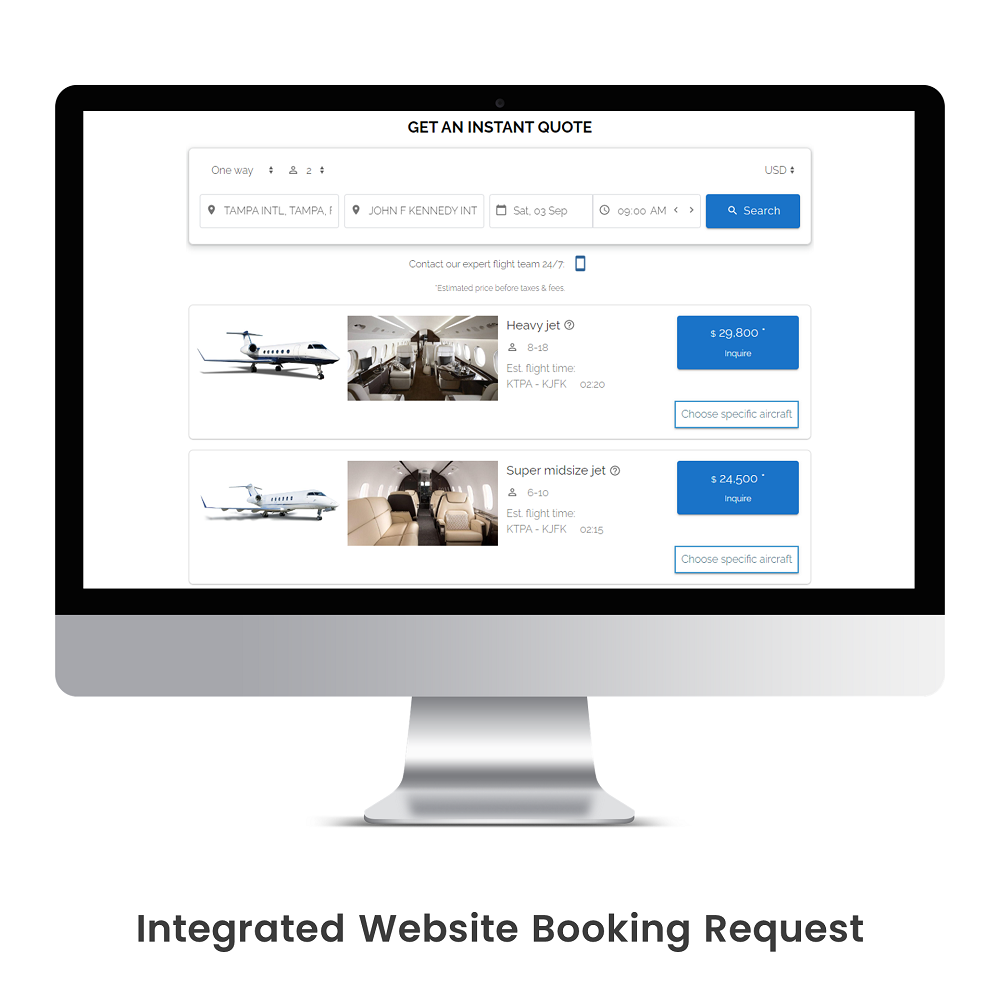 GET AN INSTANT QUOTE
One way 2 USD
TAMPA INTL, TAMPA, JOHN F KENNEDY INT Sat, 03 Sep 09:00 AM Search
Contact our expert flight team 24/7:
*Estimated price before taxes & fees.
Heavy jet
8-18
Est. flight time:
KTPA - KJFK 02:20
$ 29,800 *
Inquire
Choose specific aircraft
Super midsize jet
6-10
Est. flight time:
KTPA - KJFK 02:15
$ 24,500 *
Inquire
Choose specific aircraft
Integrated Website Booking Request